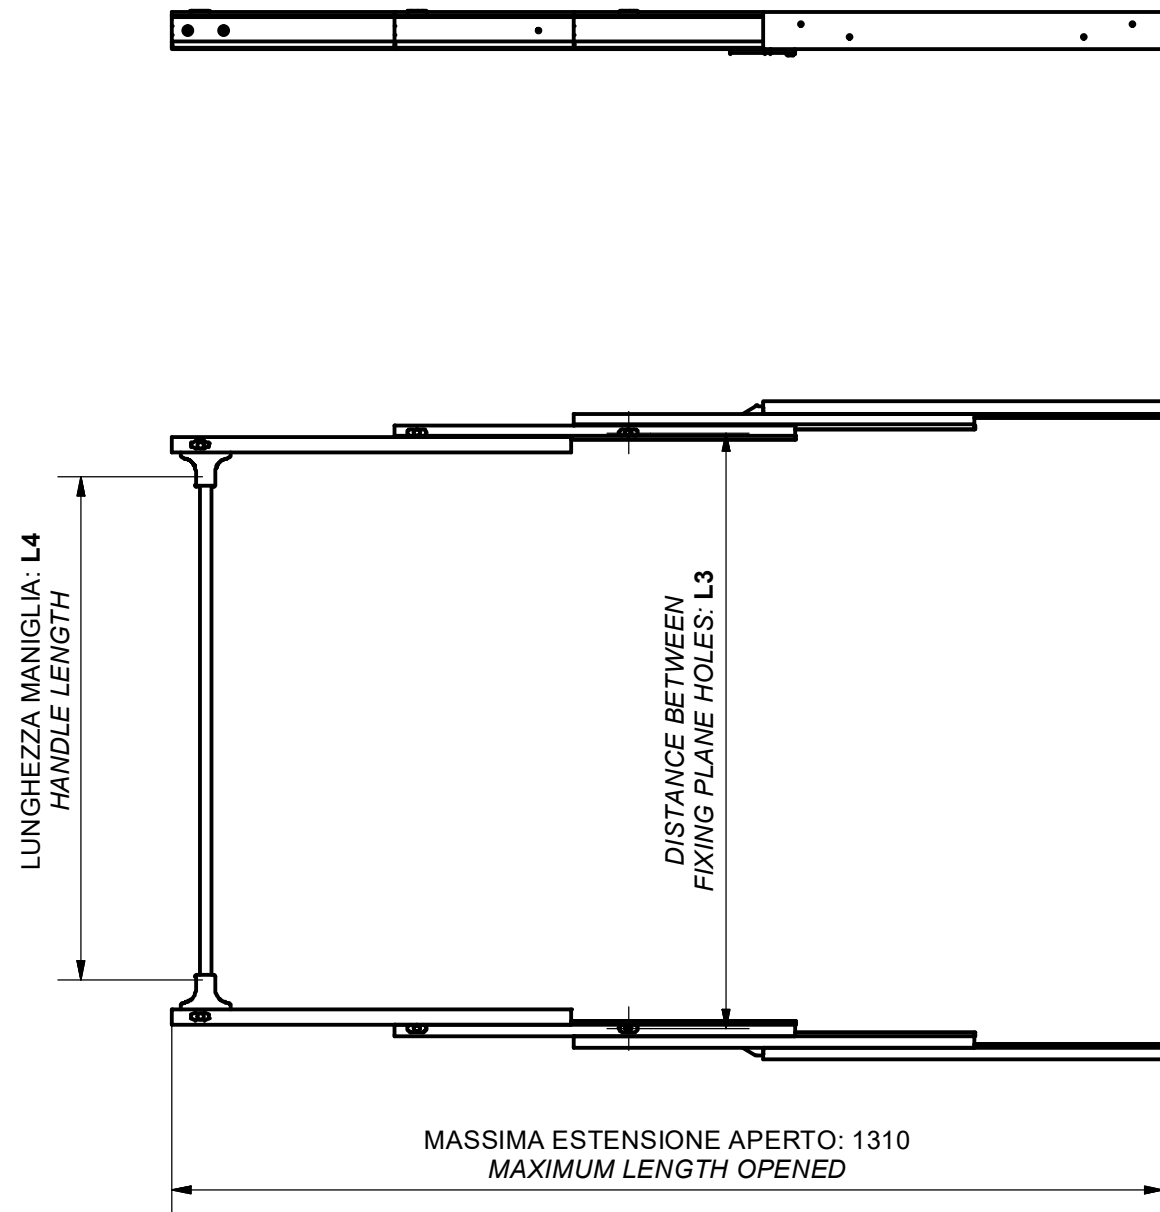 LUNGHEZZA MANIGLIA: L4
HANDLE LENGTH
DISTANCE BETWEEN
FIXING PLANE HOLES: L3
MASSIMA ESTENSIONE APERTO: 1310
MAXIMUM LENGTH OPENED